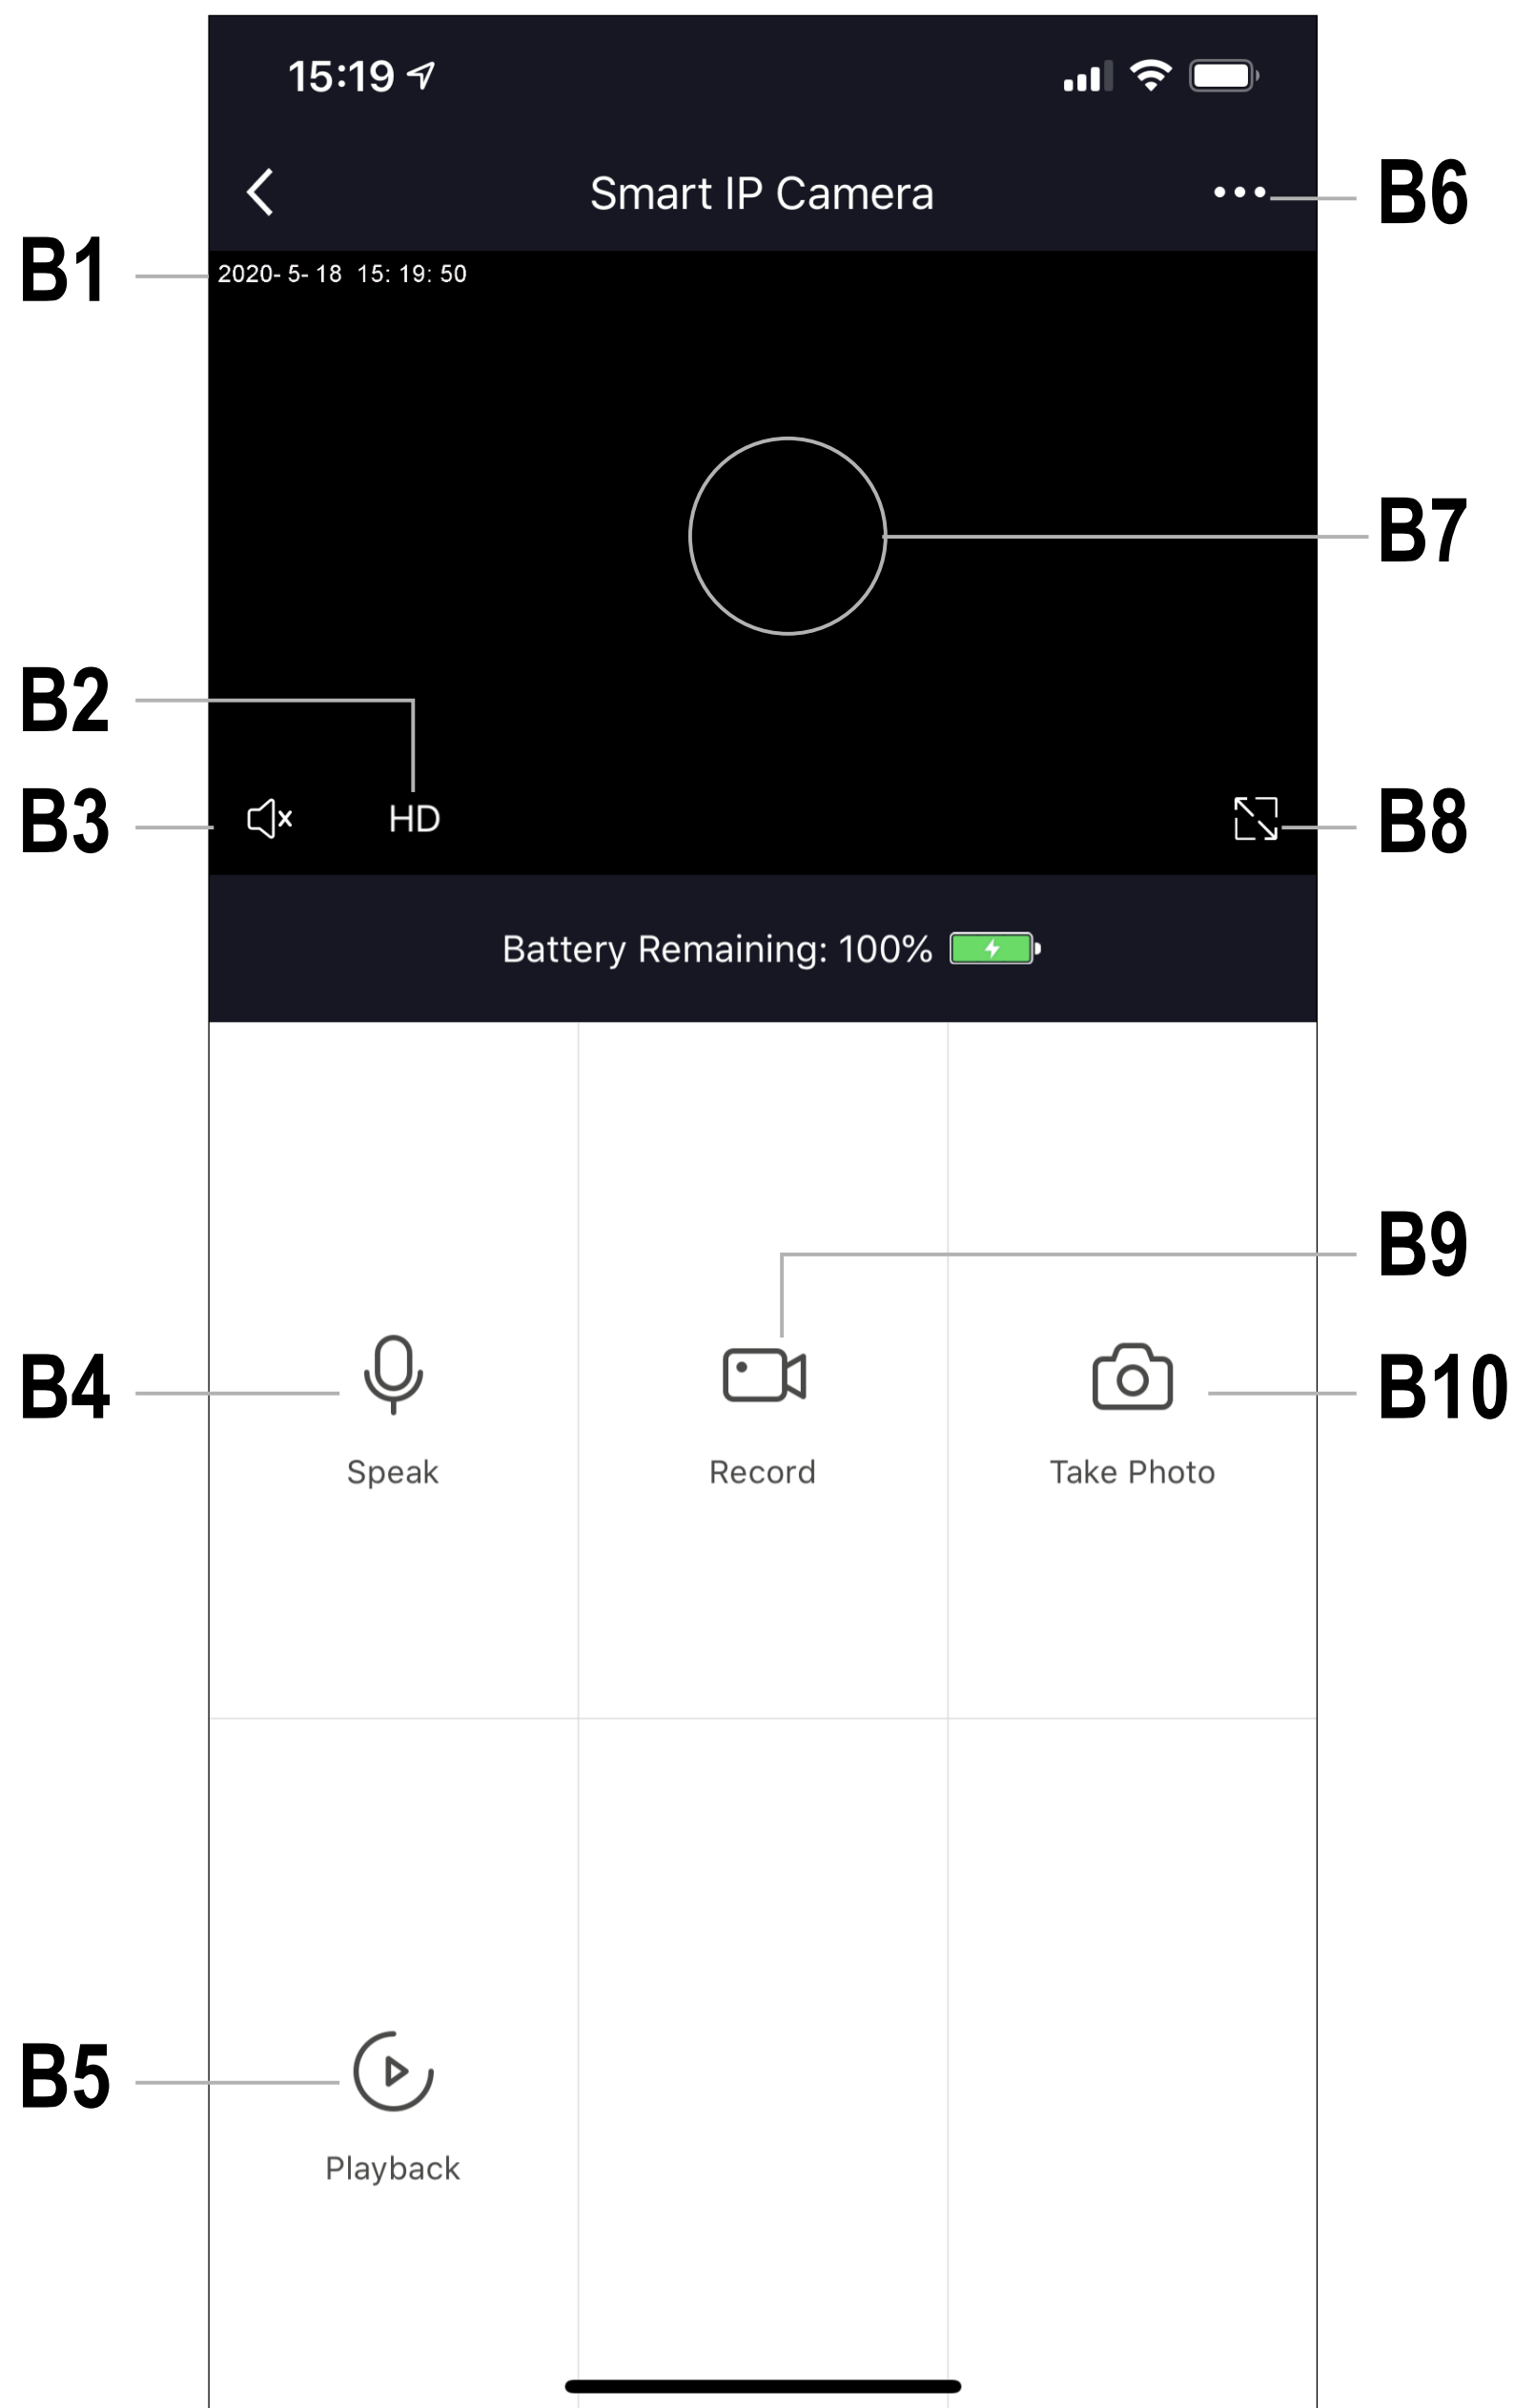 15:19
Smart IP Camera
B6
B1
2020-5-18 15:19:50
B7
B2
B3
HD
B8
Battery Remaining: 100%
B9
B4
B10
Speak
Record
Take Photo
B5
Playback